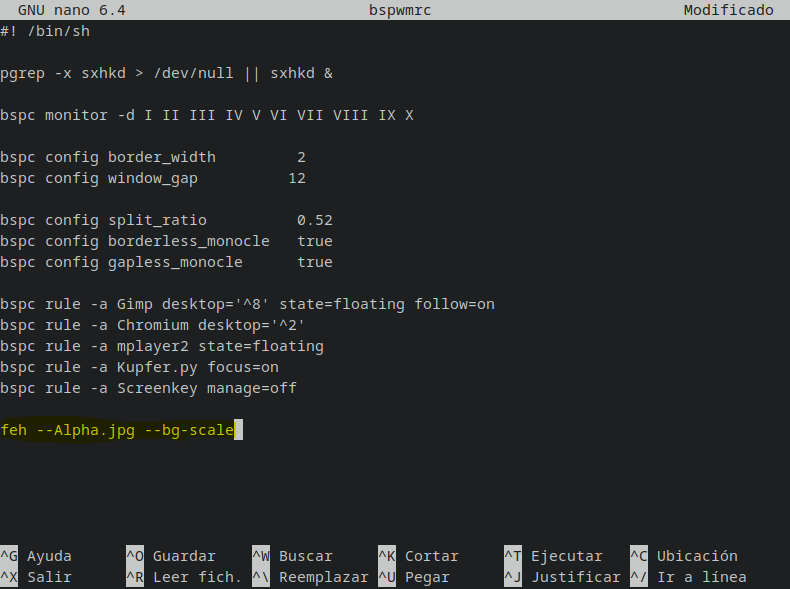 GNU nano 6.4 bspwmrc Modificado
#! /bin/sh
pgrep -x sxhkd > /dev/null || sxhkd &
bspc monitor -d I II III IV V VI VII VIII IX X
bspc config border_width 2
bspc config window_gap 12
bspc config split_ratio 0.52
bspc config borderless_monocle true
bspc config gapless_monocle true
bspc rule -a Gimp desktop='^8' state=floating follow=on
bspc rule -a Chromium desktop='^2'
bspc rule -a mplayer2 state=floating
bspc rule -a Kupfer.py focus=on
bspc rule -a Screenkey manage=off
feh --Alpha.jpg --bg-scale
^G Ayuda ^O Guardar ^W Buscar ^K Cortar ^T Ejecutar ^C Ubicación
^X Salir ^R Leer fich. ^\ Reemplazar ^U Pegar ^J Justificar ^/ Ir a línea